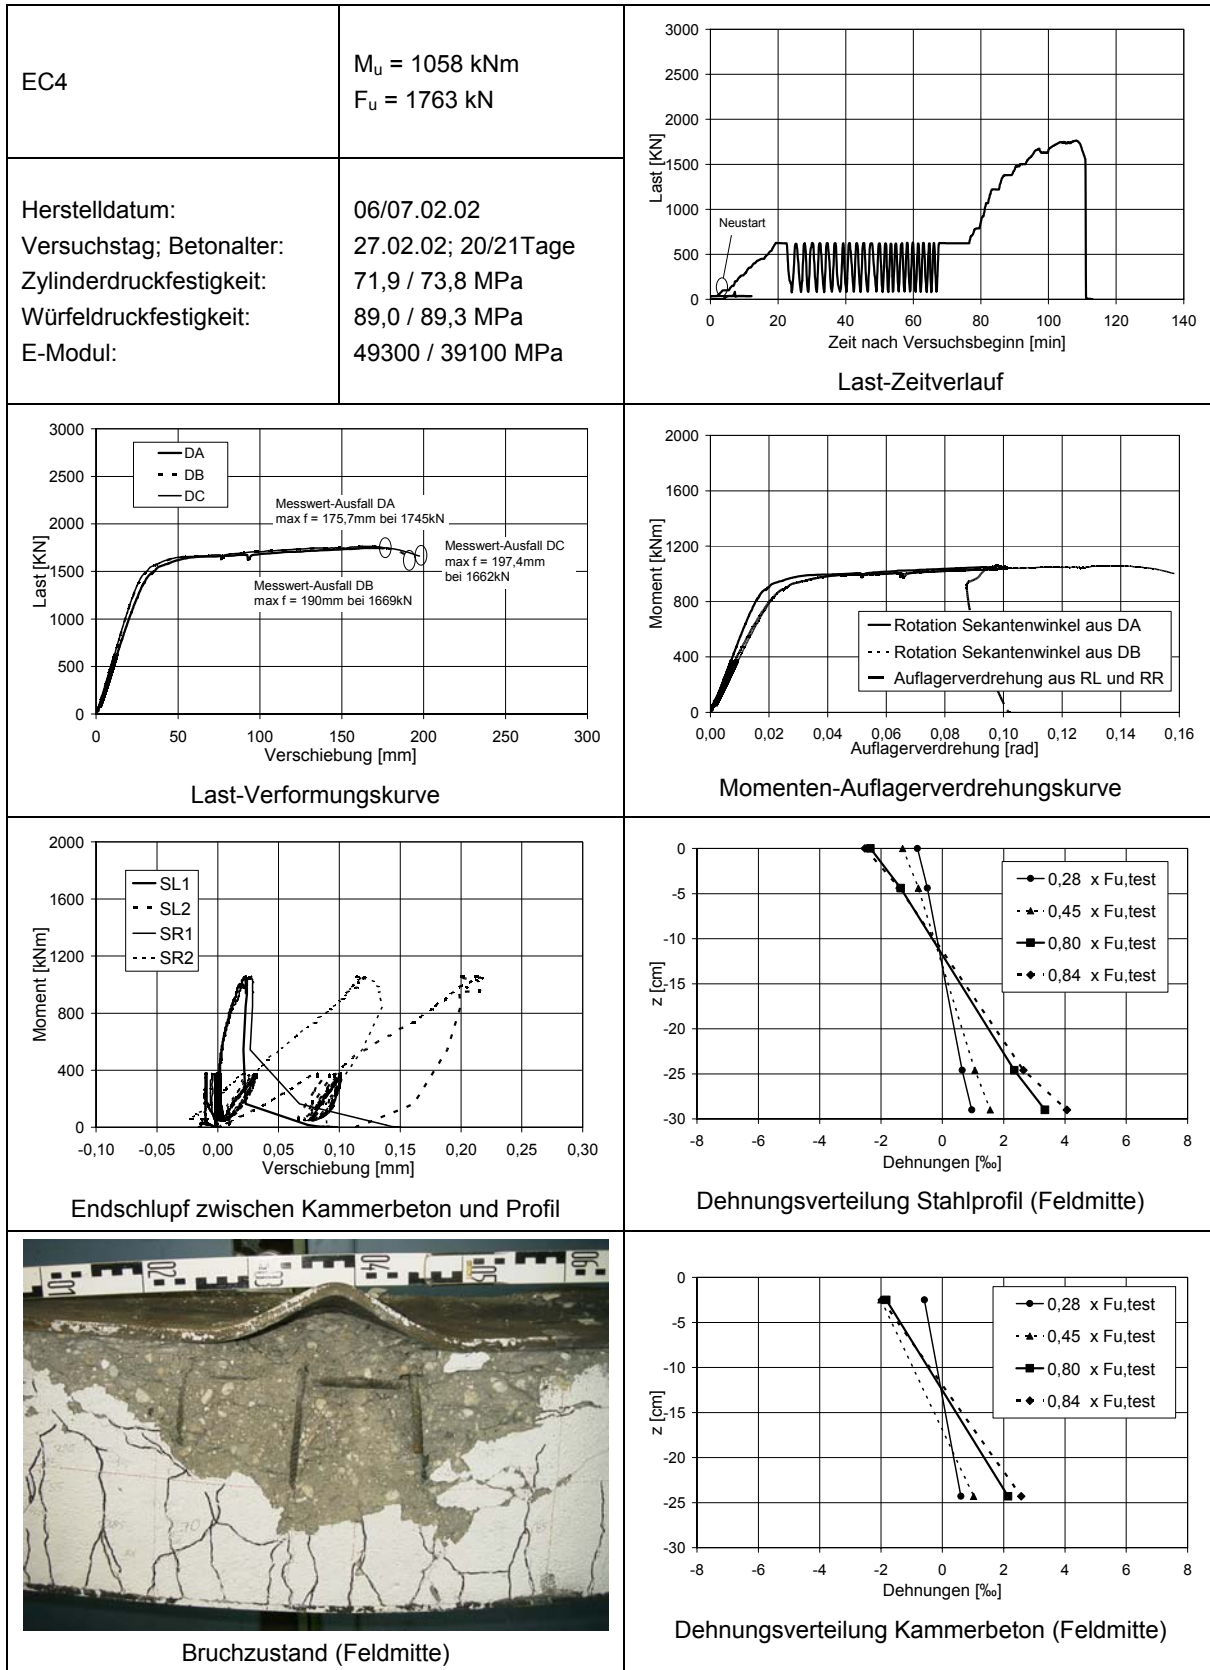 EC4
Mu = 1058 kNm
Fu = 1763 kN
Herstelldatum:
06/07.02.02
Versuchstag; Betonalter:
27.02.02; 20/21Tage
Zylinderdruckfestigkeit:
71,9 / 73,8 MPa
Würfeldruckfestigkeit:
89,0 / 89,3 MPa
E-Modul:
49300 / 39100 MPa
Last [KN]
3000
2500
2000
1500
1000
500
0
Neustart
0 20 40 60 80 100 120 140
Zeit nach Versuchsbeginn [min]
Last-Zeitverlauf
Last [KN]
3000
2500
2000
1500
1000
500
0
DA
DB
DC
Messwert-Ausfall DA
max f = 175,7mm bei 1745kN
Messwert-Ausfall DC
max f = 197,4mm
bei 1662kN
Messwert-Ausfall DB
max f = 190mm bei 1669kN
0 50 100 150 200 250 300
Verschiebung [mm]
Last-Verformungskurve
Moment [kNm]
2000
1600
1200
800
400
0
Rotation Sekantenwinkel aus DA
Rotation Sekantenwinkel aus DB
Auflagerverdrehung aus RL und RR
0,00 0,02 0,04 0,06 0,08 0,10 0,12 0,14 0,16
Auflagerverdrehung [rad]
Momenten-Auflagerverdrehungskurve
Moment [kNm]
2000
1600
1200
800
400
0
SL1
SL2
SR1
SR2
-0,10 -0,05 0,00 0,05 0,10 0,15 0,20 0,25 0,30
Verschiebung [mm]
Endschlupf zwischen Kammerbeton und Profil
z [cm]
0
-5
-10
-15
-20
-25
-30
0,28 x Fu,test
0,45 x Fu,test
0,80 x Fu,test
0,84 x Fu,test
-8 -6 -4 -2 0 2 4 6 8
Dehnungen [‰]
Dehnungsverteilung Stahlprofil (Feldmitte)
01 02 03 04 05 06
Bruchzustand (Feldmitte)
z [cm]
0
-5
-10
-15
-20
-25
-30
0,28 x Fu,test
0,45 x Fu,test
0,80 x Fu,test
0,84 x Fu,test
-8 -6 -4 -2 0 2 4 6 8
Dehnungen [‰]
Dehnungsverteilung Kammerbeton (Feldmitte)